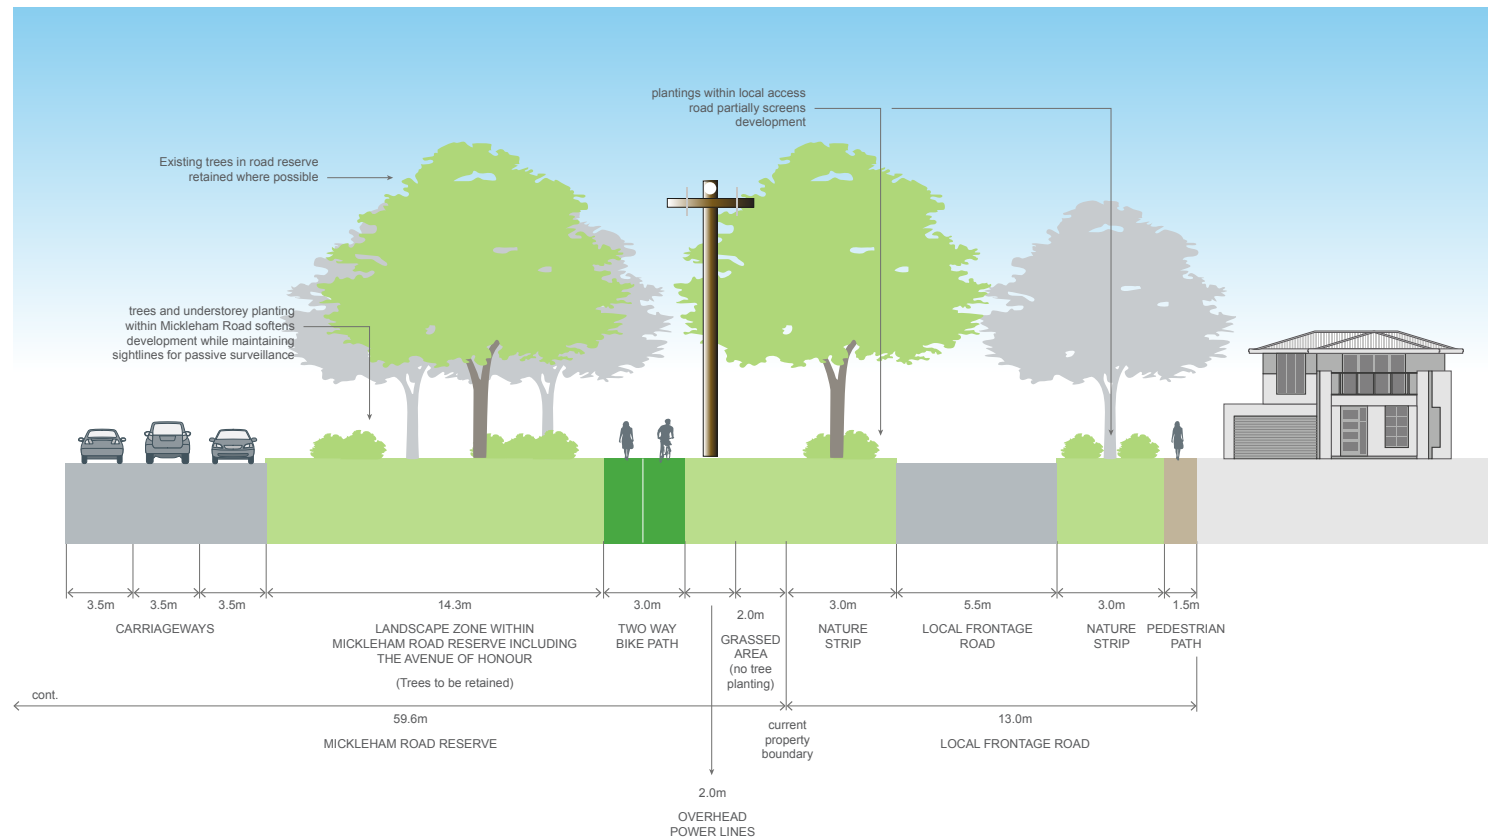 plantings within local access
road partially screens
development
Existing trees in road reserve
retained where possible
trees and understorey planting
within Mickleham Road softens
development while maintaining
sightlines for passive surveillance
3.5m
3.5m
3.5m
CARRIAGEWAYS
14.3m
LANDSCAPE ZONE WITHIN
MICKLEHAM ROAD RESERVE INCLUDING
THE AVENUE OF HONOUR
(Trees to be retained)
3.0m
TWO WAY
BIKE PATH
2.0m
GRASSED
AREA
(no tree
planting)
3.0m
NATURE
STRIP
5.5m
LOCAL FRONTAGE
ROAD
3.0m
NATURE
STRIP
1.5m
PEDESTRIAN
PATH
cont.
59.6m
MICKLEHAM ROAD RESERVE
current
property
boundary
13.0m
LOCAL FRONTAGE ROAD
2.0m
OVERHEAD
POWER LINES